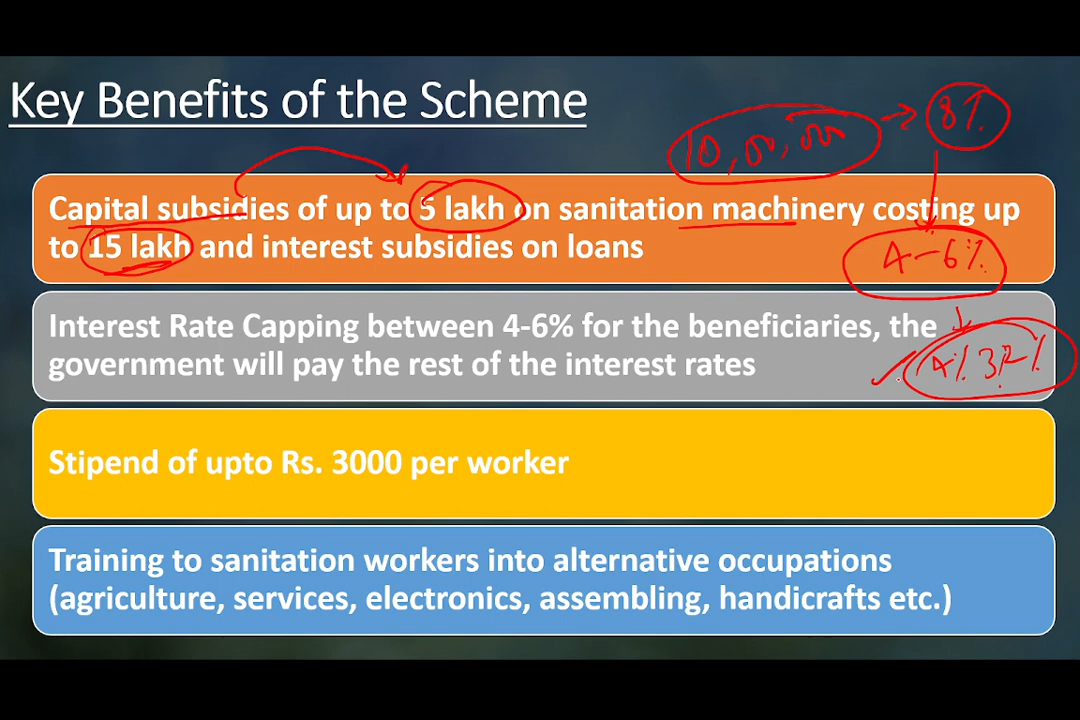 Key Benefits of the Scheme
10,00,000 → 8%
Capital subsidies of up to 5 lakh on sanitation machinery costing up
to 15 lakh and interest subsidies on loans
4-6%
Interest Rate Capping between 4-6% for the beneficiaries, the
government will pay the rest of the interest rates
4%
Stipend of upto Rs. 3000 per worker
Training to sanitation workers into alternative occupations
(agriculture, services, electronics, assembling, handicrafts etc.)